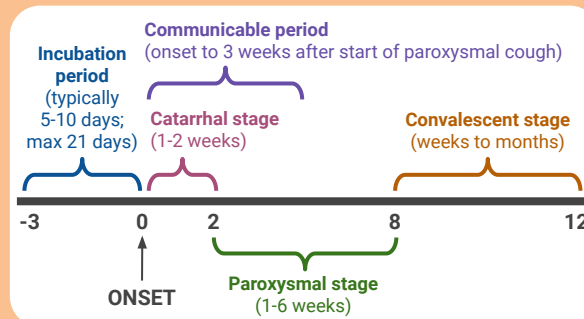 Communicable period
(onset to 3 weeks after start of paroxysmal cough)
Incubation
period
(typically
5-10 days;
max 21 days)
Catarrhal stage
(1-2 weeks)
Convalescent stage
(weeks to months)
-3 0 2 8 12
ONSET
Paroxysmal stage
(1-6 weeks)